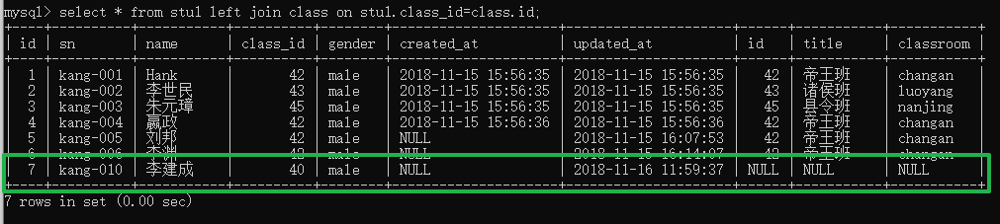 mysql> select * from stu1 left join class on stu1.class_id=class.id;
| id | sn | name | class_id | gender | created_at | updated_at | id | title | classroom |
| 1 | kang-001 | Hank | 42 | male | 2018-11-15 15:56:35 | 2018-11-15 15:56:35 | 42 | 帝王班 | changan |
| 2 | kang-002 | 李世民 | 43 | male | 2018-11-15 15:56:35 | 2018-11-15 15:56:35 | 43 | 诸侯班 | luoyang |
| 3 | kang-003 | 朱元璋 | 45 | male | 2018-11-15 15:56:35 | 2018-11-15 15:56:35 | 45 | 县令班 | nanjing |
| 4 | kang-004 | 嬴政 | 42 | male | 2018-11-15 15:56:36 | 2018-11-15 15:56:36 | 42 | 帝王班 | changan |
| 5 | kang-005 | 刘邦 | 42 | male | NULL | 2018-11-15 16:07:53 | 42 | 帝王班 | changan |
| 6 | kang-006 | 李渊 | 42 | male | NULL | 2018-11-15 16:14:07 | 42 | 帝王班 | changan |
| 7 | kang-010 | 李建成 | 40 | male | NULL | 2018-11-16 11:59:37 | NULL | NULL | NULL |
7 rows in set (0.00 sec)